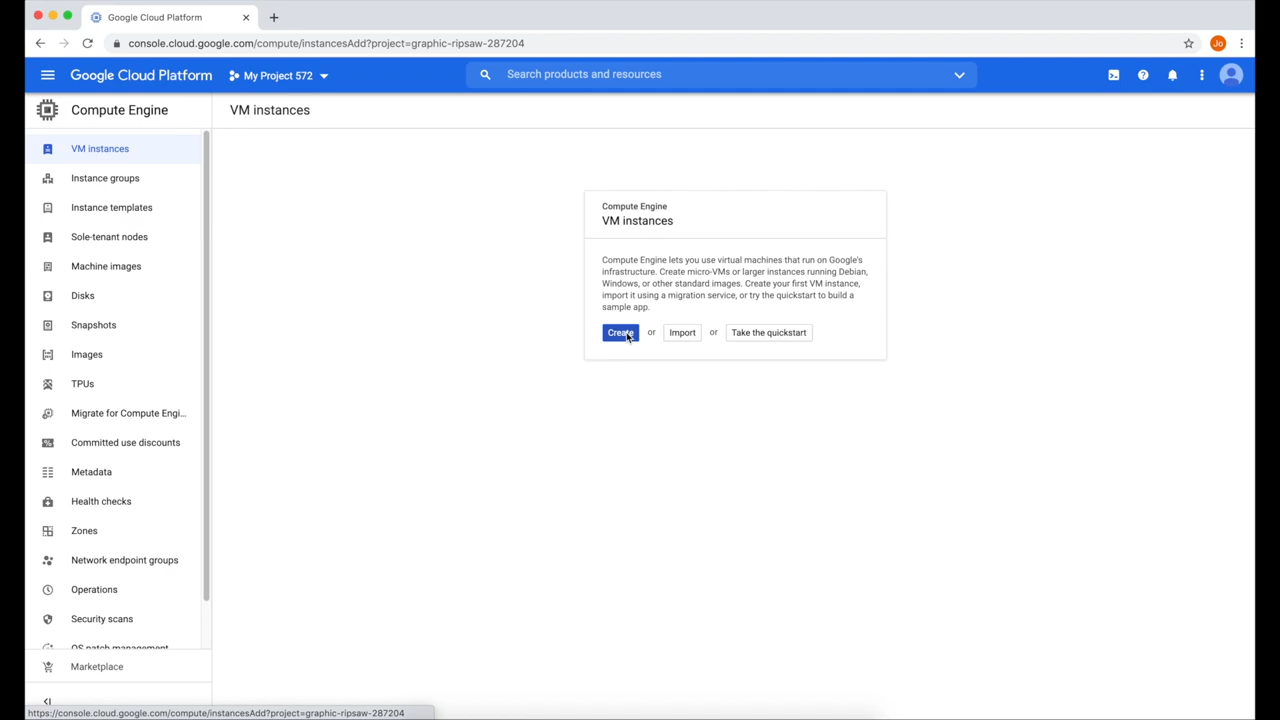 Google Cloud Platform
console.cloud.google.com/compute/instancesAdd?project=graphic-ripsaw-287204
Jo
Google Cloud Platform
My Project 572
Search products and resources
Compute Engine
VM instances
VM instances
Instance groups
Instance templates
Sole-tenant nodes
Machine images
Disks
Snapshots
Images
TPUs
Migrate for Compute Engi...
Committed use discounts
Metadata
Health checks
Zones
Network endpoint groups
Operations
Security scans
OS patch management
Marketplace
Compute Engine
VM instances
Compute Engine lets you use virtual machines that run on Google's
infrastructure. Create micro-VMs or larger instances running Debian,
Windows, or other standard images. Create your first VM instance,
import it using a migration service, or try the quickstart to build a
sample app.
Create or Import or Take the quickstart
https://console.cloud.google.com/compute/instancesAdd?project=graphic-ripsaw-287204